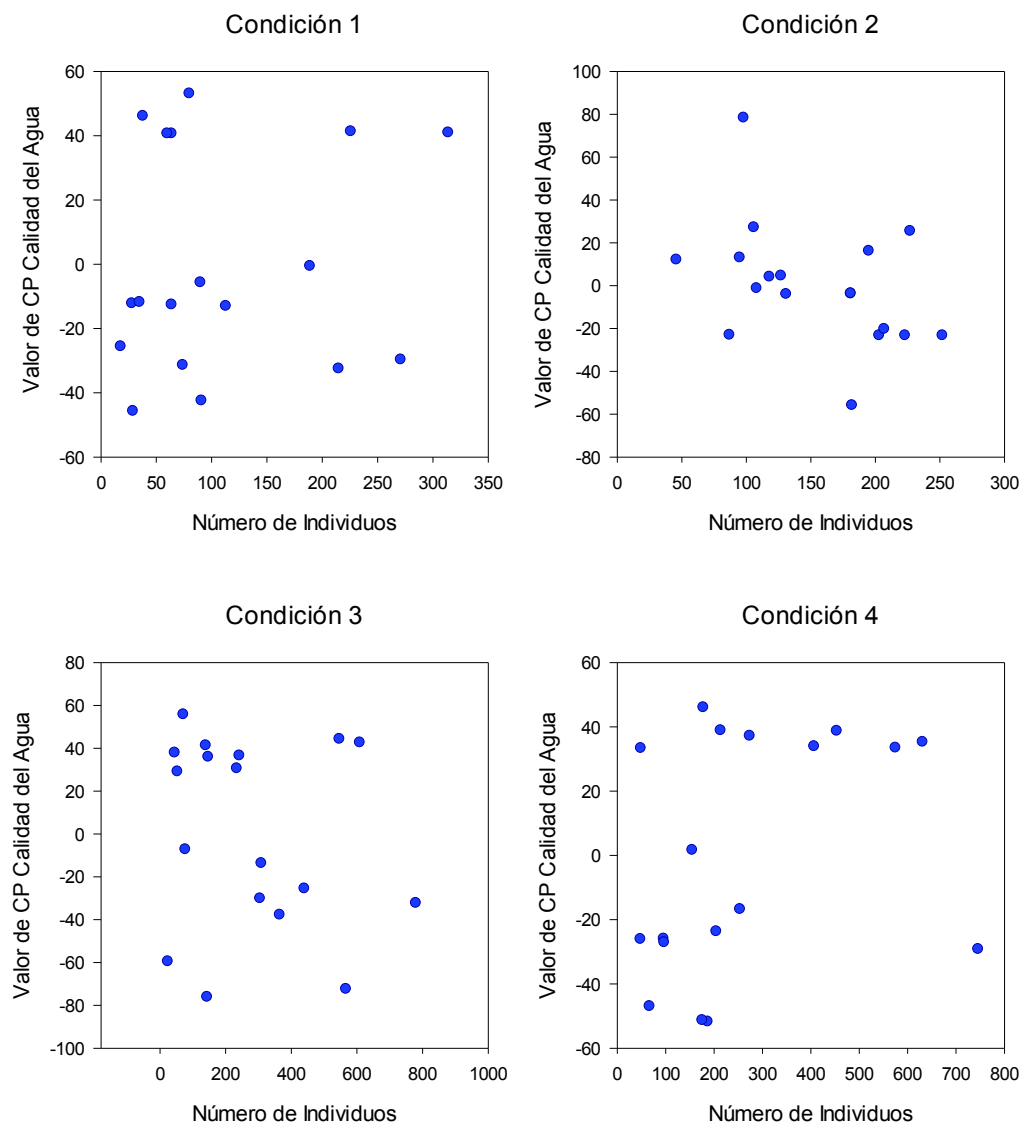 Condición 1
60
40
20
0
-20
-40
-60
Valor de CP Calidad del Agua
0 50 100 150 200 250 300 350
Número de Individuos
Condición 2
100
80
60
40
20
0
-20
-40
-60
-80
Valor de CP Calidad del Agua
0 50 100 150 200 250 300
Número de Individuos
Condición 3
80
60
40
20
0
-20
-40
-60
-80
-100
Valor de CP Calidad del Agua
0 200 400 600 800 1000
Número de Individuos
Condición 4
60
40
20
0
-20
-40
-60
Valor de CP Calidad del Agua
0 100 200 300 400 500 600 700 800
Número de Individuos